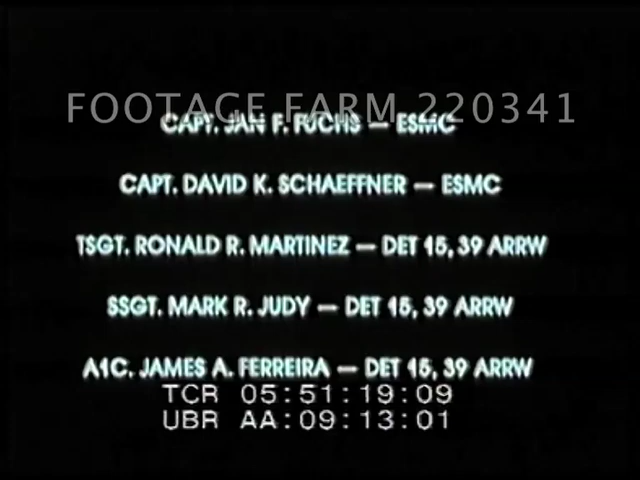 FOOTAGE FARM 220341
CAPT. JAN F. FUCHS — ESMC
CAPT. DAVID K. SCHAEFFNER — ESMC
TSGT. RONALD R. MARTINEZ — DET 15, 39 ARRW
SSGT. MARK R. JUDY — DET 15, 39 ARRW
A1C. JAMES A. FERREIRA — DET 15, 39 ARRW
TCR 05:51:19:09
UBR AA:09:13:01